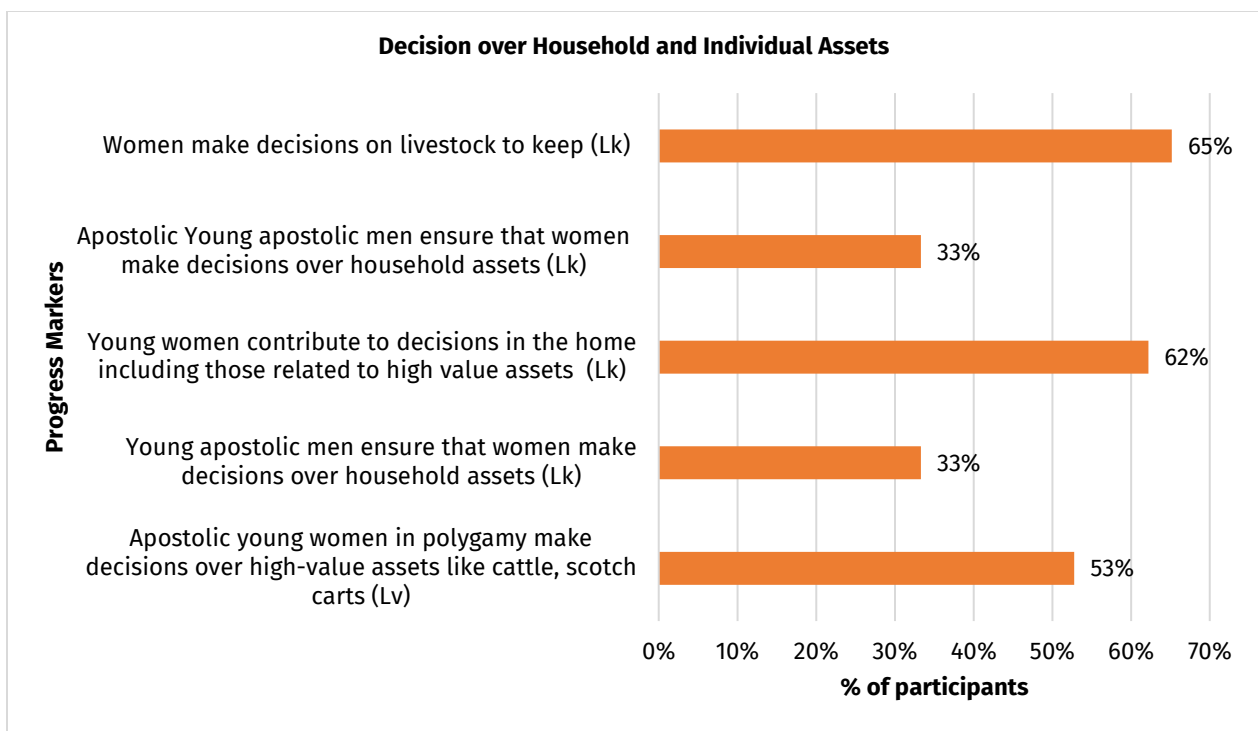 Decision over Household and Individual Assets
Progress Markers
Women make decisions on livestock to keep (Lk)
65%
Apostolic Young apostolic men ensure that women
make decisions over household assets (Lk)
33%
Young women contribute to decisions in the home
including those related to high value assets (Lk)
62%
Young apostolic men ensure that women make
decisions over household assets (Lk)
33%
Apostolic young women in polygamy make
decisions over high-value assets like cattle, scotch
carts (Lv)
53%
0% 10% 20% 30% 40% 50% 60% 70%
% of participants